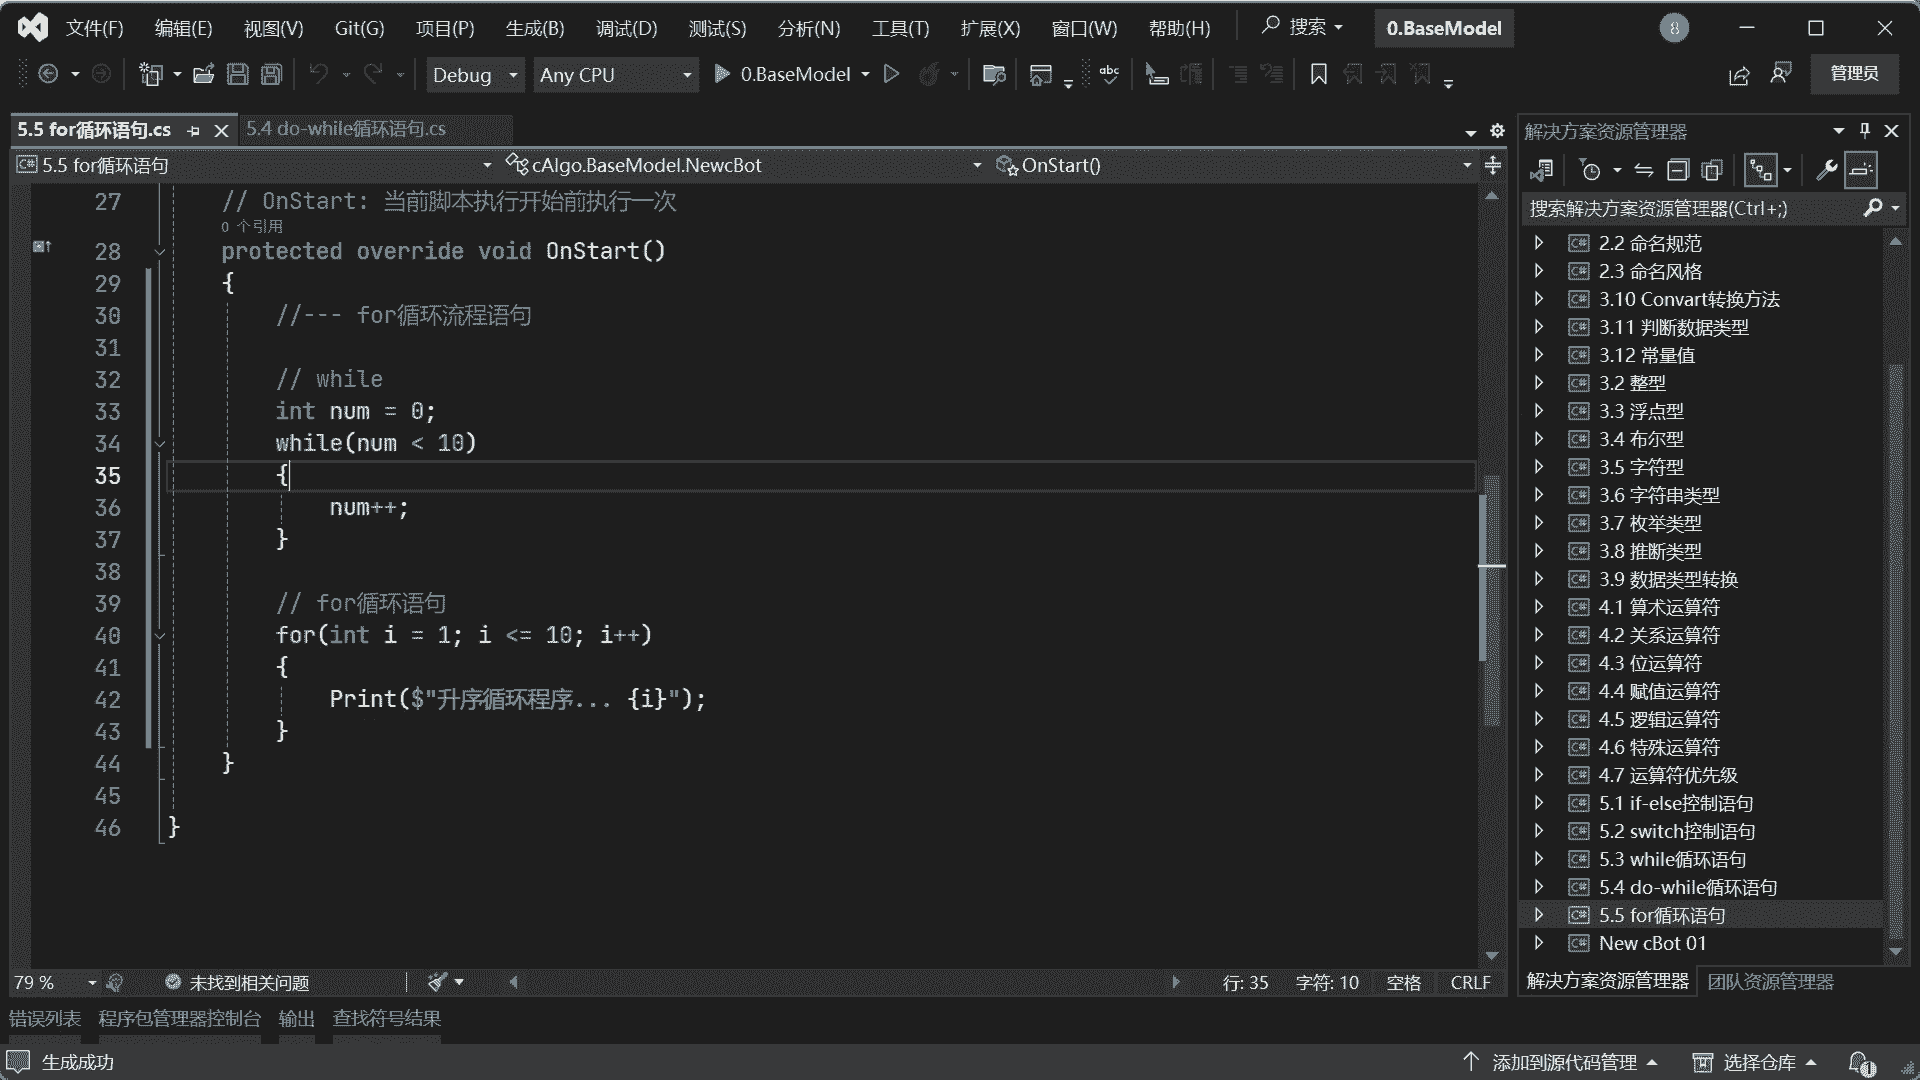 文件(F) 编辑(E) 视图(V) Git(G) 项目(P) 生成(B) 调试(D) 测试(S) 分析(N) 工具(T) 扩展(X) 窗口(W) 帮助(H) 搜索 0.BaseModel 8
Debug Any CPU 0.BaseModel abc 管理员
5.5 for循环语句.cs 5.4 do-while循环语句.cs
C# 5.5 for循环语句 cAlgo.BaseModel.NewcBot OnStart()
27 // OnStart: 当前脚本执行开始前执行一次
0 个引用
28 protected override void OnStart()
29 {
30 //--- for循环流程语句
31
32 // while
33 int num = 0;
34 while(num < 10)
35 {
36 num++;
37 }
38
39 // for循环语句
40 for(int i = 1; i <= 10; i++)
41 {
42 Print($"升序循环程序... {i}");
43 }
44 }
45
46 }
79 % 未找到相关问题 行: 35 字符: 10 空格 CRLF
解决方案资源管理器
搜索解决方案资源管理器(Ctrl+;)
C# 2.2 命名规范
C# 2.3 命名风格
C# 3.10 Convart转换方法
C# 3.11 判断数据类型
C# 3.12 常量值
C# 3.2 整型
C# 3.3 浮点型
C# 3.4 布尔型
C# 3.5 字符型
C# 3.6 字符串类型
C# 3.7 枚举类型
C# 3.8 推断类型
C# 3.9 数据类型转换
C# 4.1 算术运算符
C# 4.2 关系运算符
C# 4.3 位运算符
C# 4.4 赋值运算符
C# 4.5 逻辑运算符
C# 4.6 特殊运算符
C# 4.7 运算符优先级
C# 5.1 if-else控制语句
C# 5.2 switch控制语句
C# 5.3 while循环语句
C# 5.4 do-while循环语句
C# 5.5 for循环语句
C# New cBot 01
解决方案资源管理器 团队资源管理器
错误列表 程序包管理器控制台 输出 查找符号结果
生成成功 添加到源代码管理 选择仓库 1